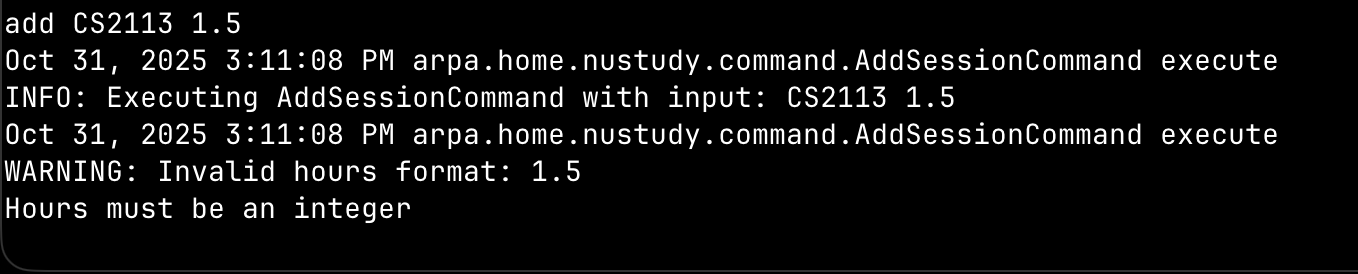 add CS2113 1.5
Oct 31, 2025 3:11:08 PM arpa.home.nustudy.command.AddSessionCommand execute
INFO: Executing AddSessionCommand with input: CS2113 1.5
Oct 31, 2025 3:11:08 PM arpa.home.nustudy.command.AddSessionCommand execute
WARNING: Invalid hours format: 1.5
Hours must be an integer